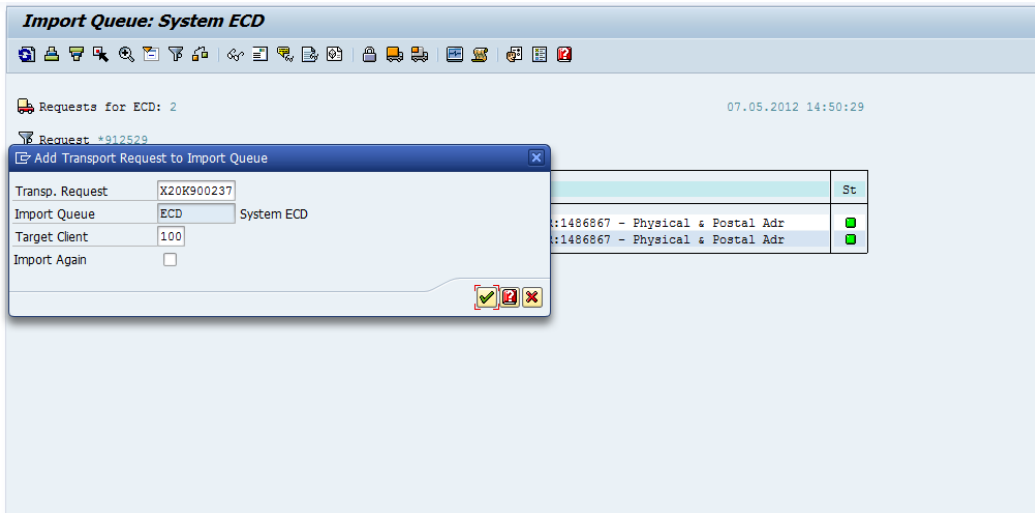 Import Queue: System ECD
Requests for ECD: 2
07.05.2012 14:50:29
Request *912529
Add Transport Request to Import Queue
St
Transp. Request X20K900237
Import Queue ECD System ECD
:1486867 - Physical & Postal Adr
Target Client 100
:1486867 - Physical & Postal Adr
Import Again